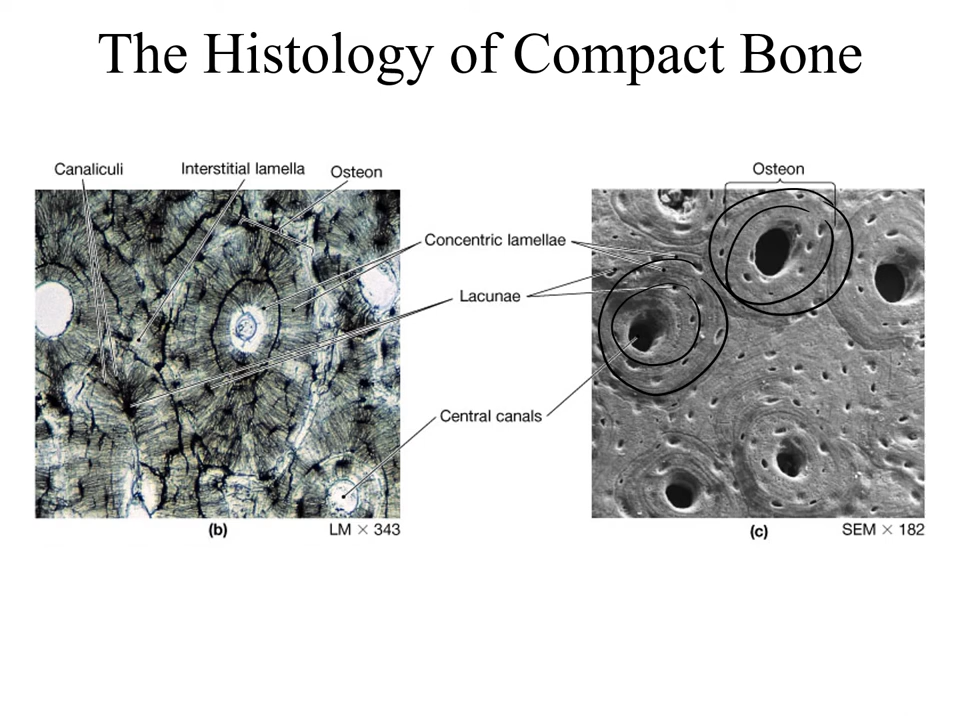 The Histology of Compact Bone
Canaliculi
Interstitial lamella
Osteon
Osteon
Concentric lamellae
Lacunae
Central canals
(b)
LM × 343
(c)
SEM × 182